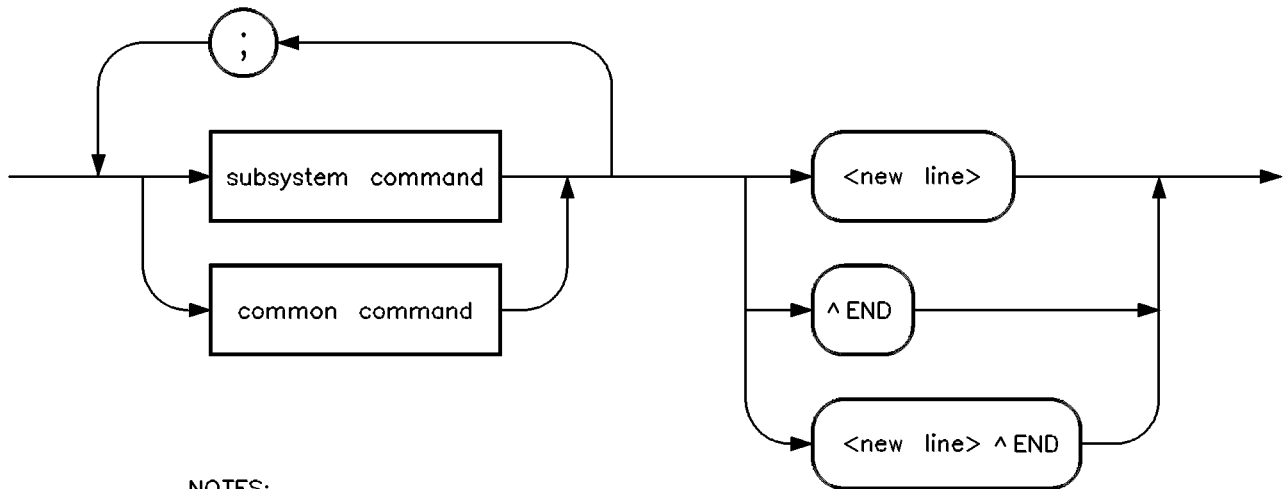 ;
subsystem command
<new line>
common command
^END
<new line> ^END
NOTES: